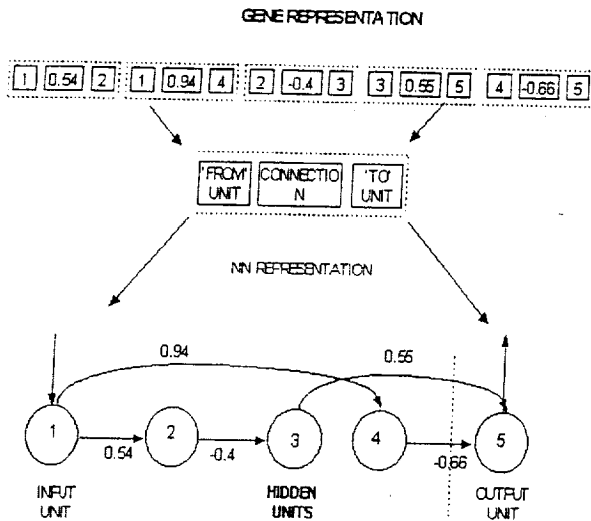 GENE REPRESENTATION
1 0.54 2 1 0.94 4 2 -0.4 3 3 0.55 5 4 -0.66 5
'FROM' UNIT
CONNECTIO N
'TO' UNIT
NN REPRESENTATION
0.94
0.55
1
2
3
4
5
0.54
-0.4
-0.66
INPUT
UNIT
HIDDEN
UNITS
OUTPUT
UNIT